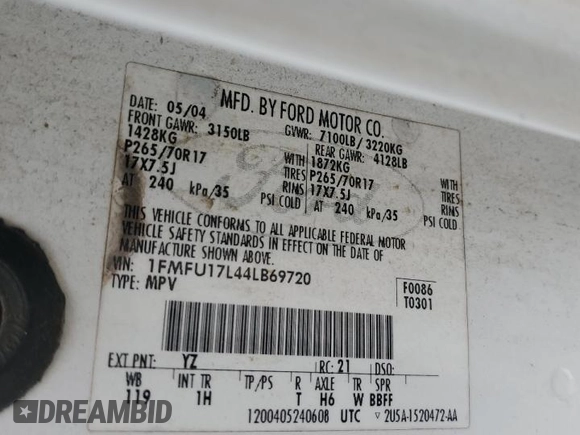 DATE: 05/04 MFD. BY FORD MOTOR CO.
FRONT GAWR: 3150LB GVWR: 7100LB/ 3220KG
1428KG REAR GAWR: 4128LB
P265/70R17 WITH 1872KG WITH
17X7.5J TIRES P265/70R17 TIRES
RIMS 17X7.5J RIMS
AT 240 kPa/35 PSI COLD AT 240 kPa/35 PSI COLD
THIS VEHICLE CONFORMS TO ALL APPLICABLE FEDERAL MOTOR
VEHICLE SAFETY STANDARDS IN EFFECT ON THE DATE OF
MANUFACTURE SHOWN ABOVE.
VIN: 1FMFU17L44LB69720 F0086
TYPE: MPV T0301
EXT PNT: YZ RC: 21 DSO:
WB INT TR TP/PS R AXLE TR SPR
119 1H T H6 W BBFF
1200405240608 UTC 2U5A-1520472-AA
Ford
DREAMBID